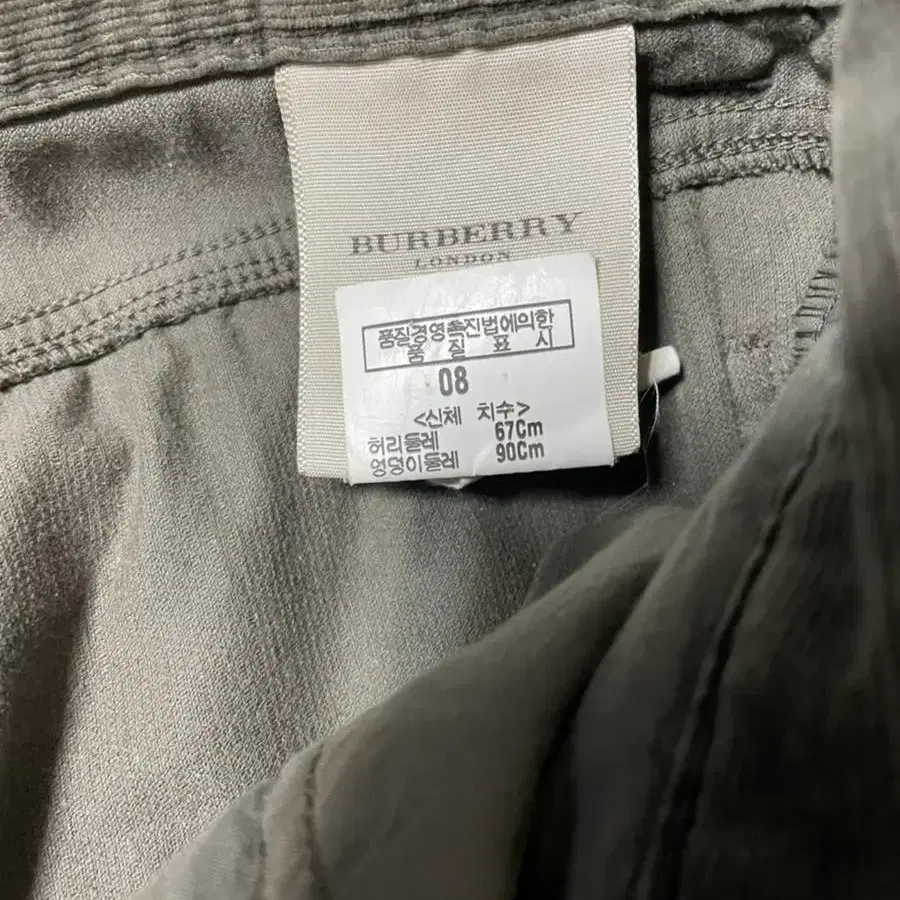 BURBERRY
LONDON
품질경영촉진법에의한
품 질 표 시
08
<신체 치수>
허리둘레 67Cm
엉덩이둘레 90Cm